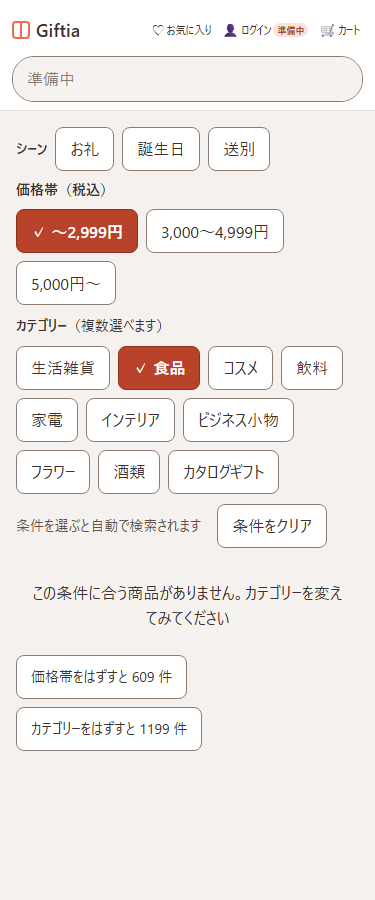 Giftia
お気に入り ログイン 準備中 カート
準備中
シーン お礼 誕生日 送別
価格帯（税込）
✓ ～2,999円 3,000～4,999円
5,000円～
カテゴリー（複数選べます）
生活雑貨 ✓ 食品 コスメ 飲料
家電 インテリア ビジネス小物
フラワー 酒類 カタログギフト
条件を選ぶと自動で検索されます 条件をクリア
この条件に合う商品がありません。カテゴリーを変え
てみてください
価格帯をはずすと 609 件
カテゴリーをはずすと 1199 件